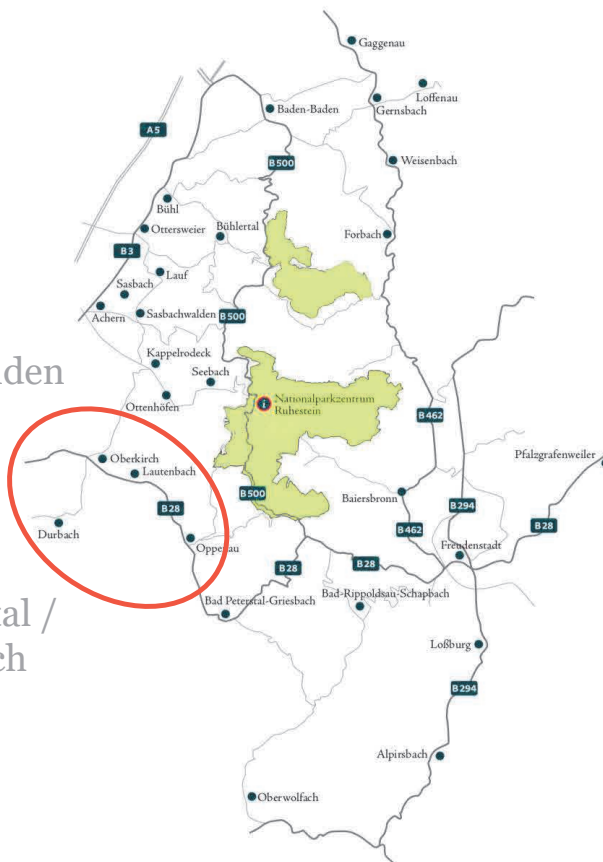 Gaggenau
Loffenau
Gernsbach
Baden-Baden
A5
B500
Weisenbach
Bühl
Ottersweier
Bühlertal
Forbach
B3
Lauf
Sasbach
Achern
Sasbachwalden
B500
Kappelrodeck
Seebach
Ottenhöfen
Nationalparkzentrum
Ruhestein
B462
Oberkirch
Lautenbach
Pfalzgrafenweiler
B500
Baiersbronn
B294
B28
Durbach
Oppenau
B462
B28
Freudenstadt
B28
B28
Bad Peterstal-Griesbach
Bad-Rippoldsau-Schapbach
Loßburg
B294
Alpirsbach
Oberwolfach
lden
tal /
ch